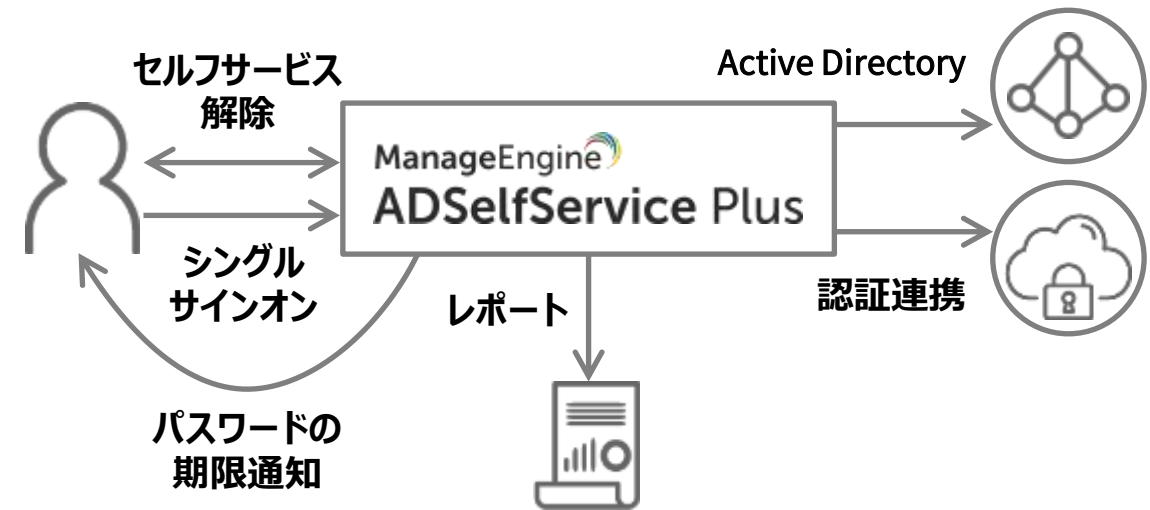 セルフサービス
解除
Active Directory
ManageEngine
ADSelfService Plus
シングル
サインオン
レポート
認証連携
パスワードの
期限通知